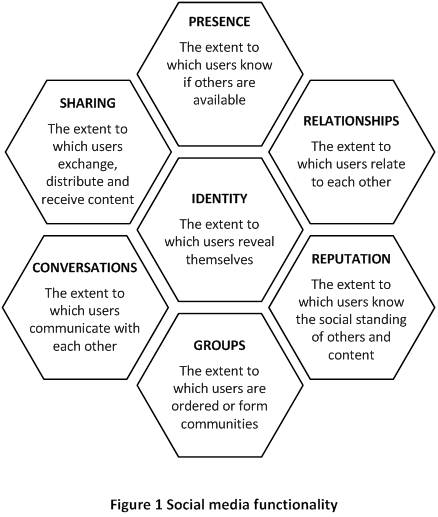 PRESENCE
The extent to
which users know
if others are
available
SHARING
The extent to
which users
exchange,
distribute and
receive content
RELATIONSHIPS
The extent to
which users relate
to each other
IDENTITY
The extent to
which users reveal
themselves
CONVERSATIONS
The extent to
which users
communicate with
each other
REPUTATION
The extent to
which users know
the social standing
of others and
content
GROUPS
The extent to
which users are
ordered or form
communities
Figure 1 Social media functionality